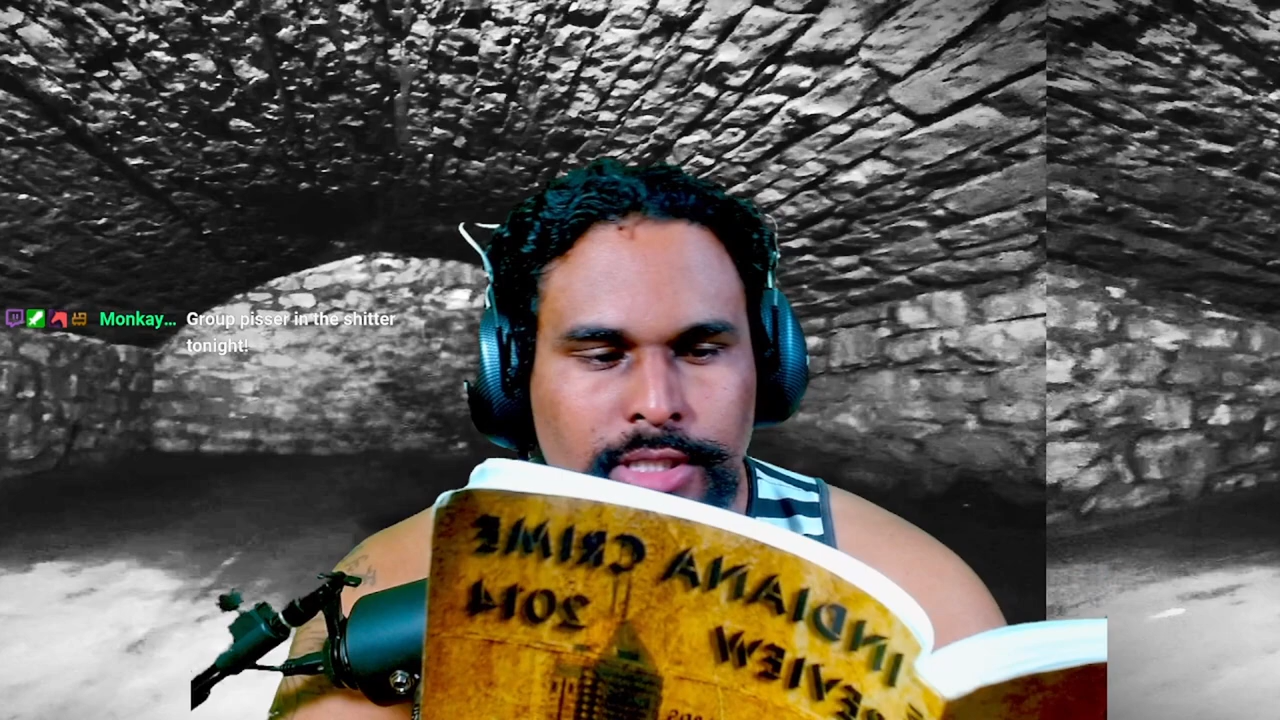 Monkay… Group pisser in the shitter
tonight!
INDIANA CRIME
REVIEW 2014